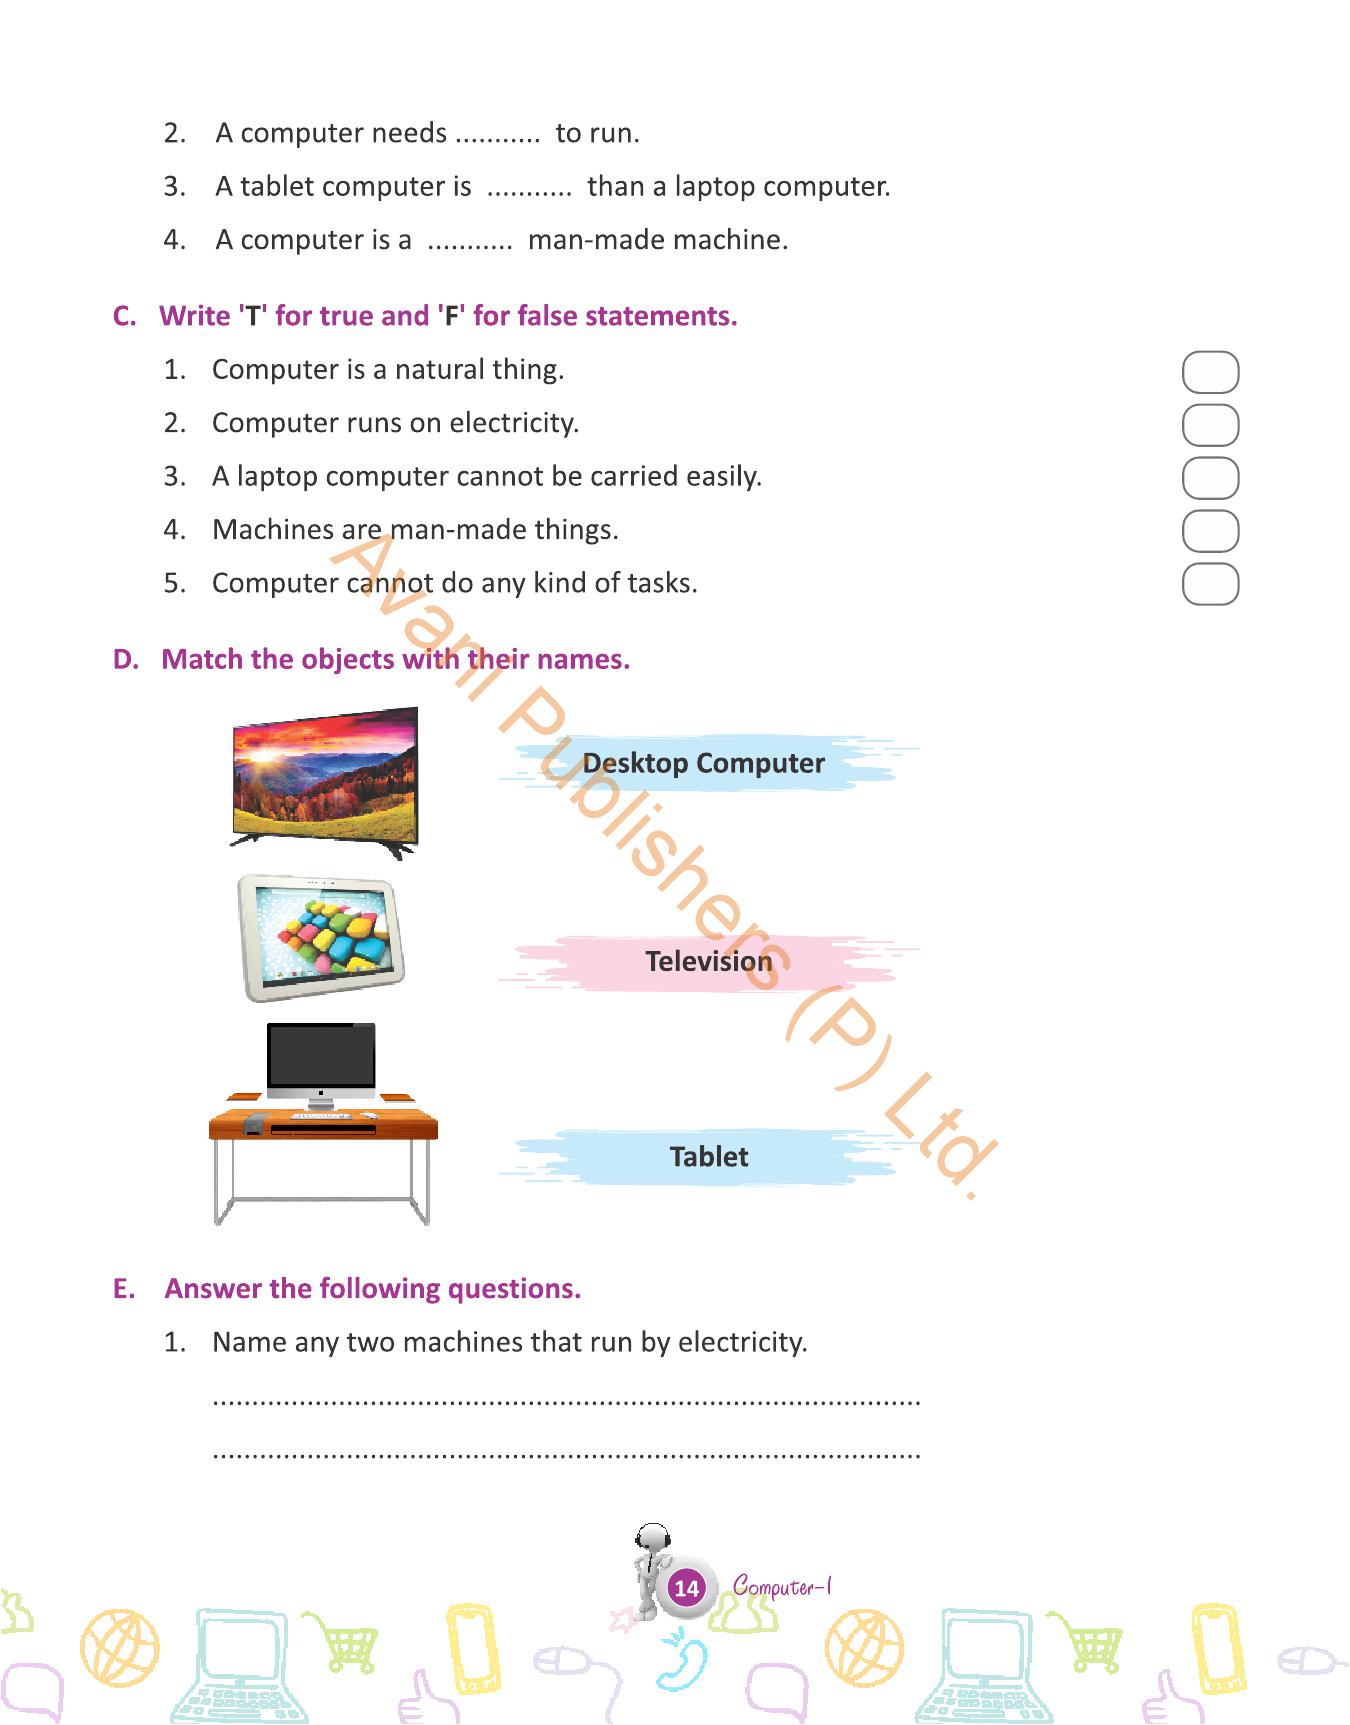 2. A computer needs ........... to run.
3. A tablet computer is ........... than a laptop computer.
4. A computer is a ........... man-made machine.
C. Write 'T' for true and 'F' for false statements.
1. Computer is a natural thing.
2. Computer runs on electricity.
3. A laptop computer cannot be carried easily.
4. Machines are man-made things.
5. Computer cannot do any kind of tasks.
D. Match the objects with their names.
Desktop Computer
Television
Tablet
E. Answer the following questions.
1. Name any two machines that run by electricity.
..........................................................................................
..........................................................................................
14 Computer-1
Avani Publishers (P) Ltd.